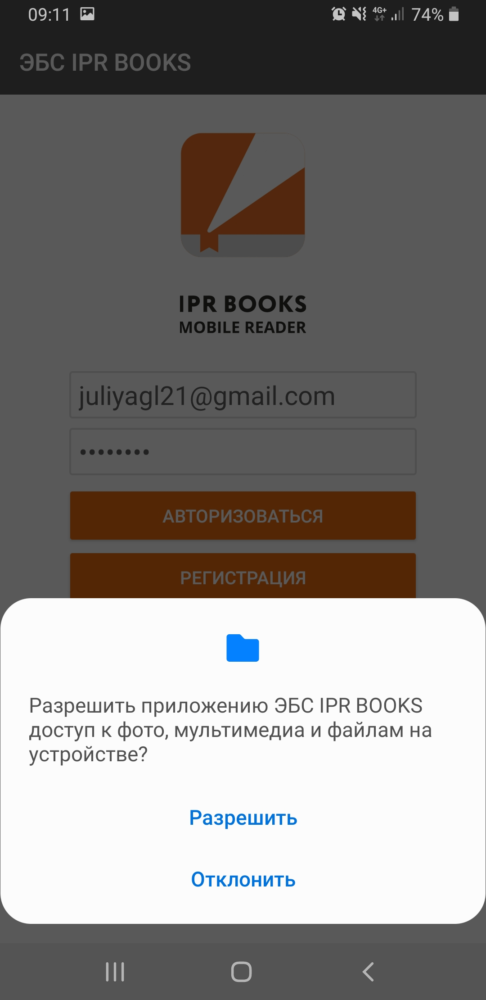 09:11 4G+ 74%
ЭБС IPR BOOKS
IPR BOOKS
MOBILE READER
juliyagl21@gmail.com
••••••••
АВТОРИЗОВАТЬСЯ
РЕГИСТРАЦИЯ
Разрешить приложению ЭБС IPR BOOKS
доступ к фото, мультимедиа и файлам на
устройстве?
Разрешить
Отклонить